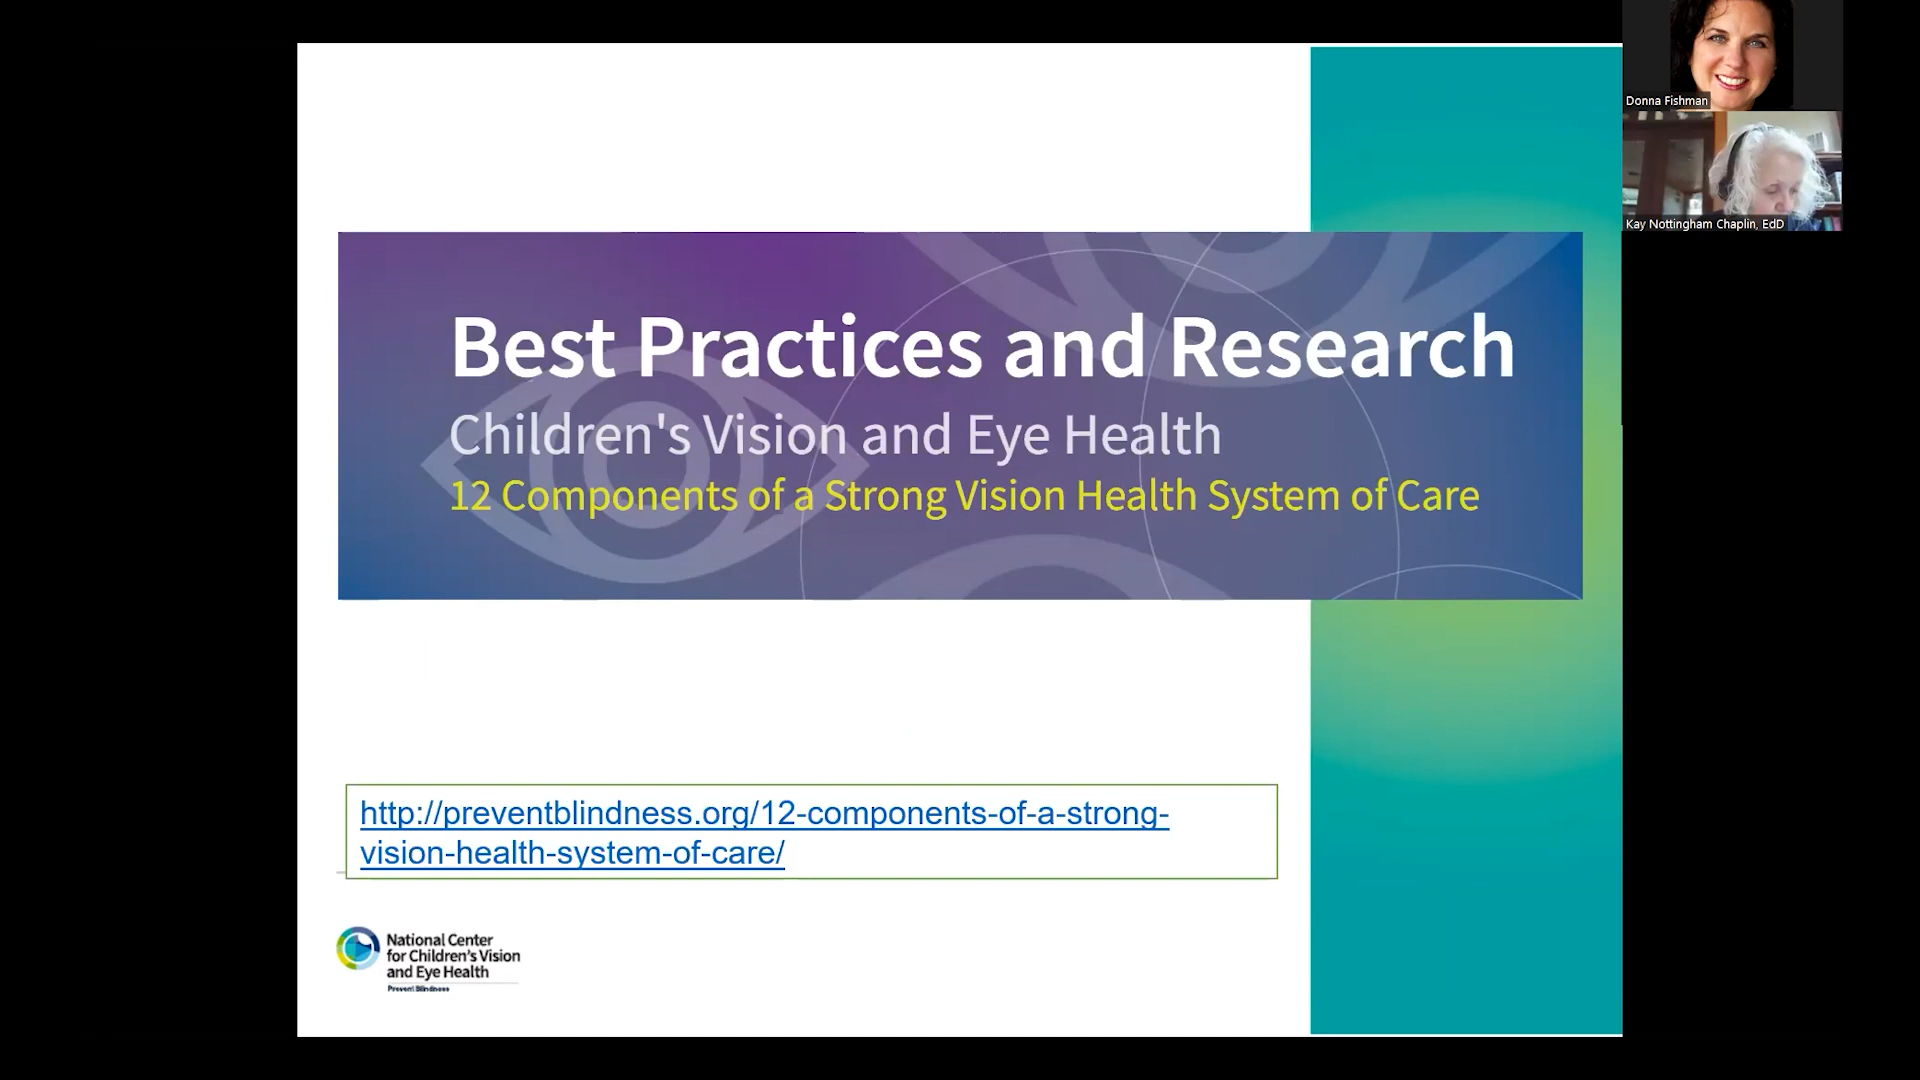 Donna Fishman
Kay Nottingham Chaplin, EdD
Best Practices and Research
Children's Vision and Eye Health
12 Components of a Strong Vision Health System of Care
http://preventblindness.org/12-components-of-a-strong-
vision-health-system-of-care/
National Center
for Children's Vision
and Eye Health
Prevent Blindness